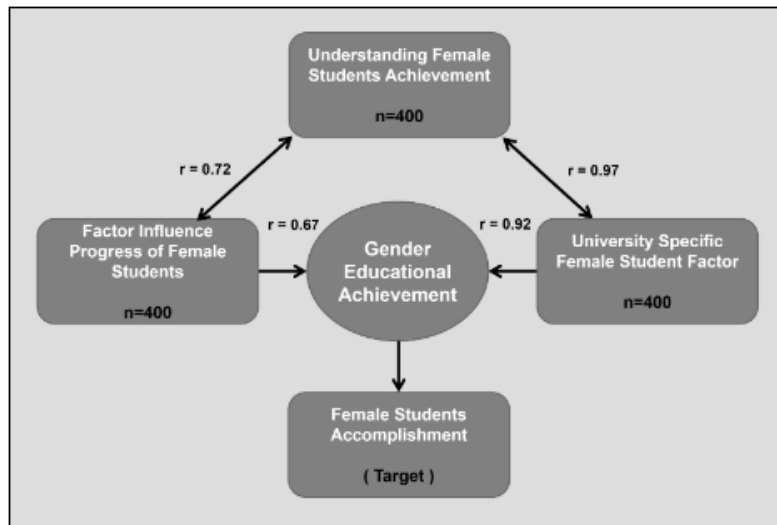 Understanding Female
Students Achievement
n=400
r = 0.72
r = 0.97
Factor Influence
Progress of Female
Students
n=400
r = 0.67
Gender
Educational
Achievement
r = 0.92
University Specific
Female Student Factor
n=400
Female Students
Accomplishment
( Target )